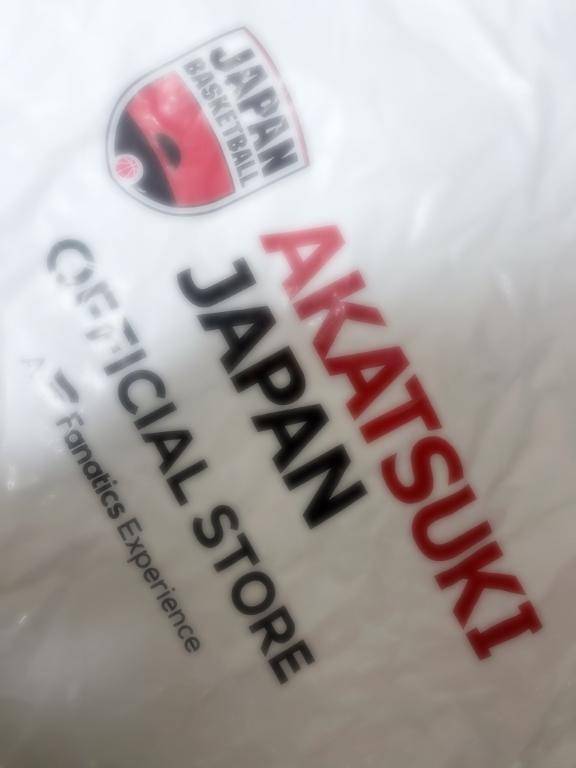 JAPAN
BASKETBALL
AKATSUKI
JAPAN
OFFICIAL STORE
A Fanatics Experience